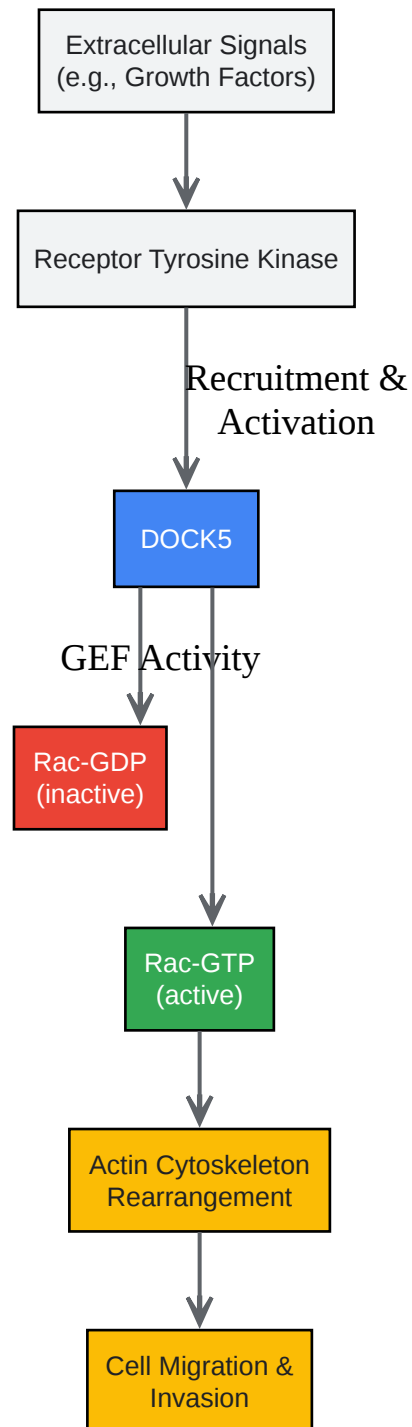 Extracellular Signals
(e.g., Growth Factors)
Receptor Tyrosine Kinase
Recruitment &
Activation
DOCK5
GEF Activity
Rac-GDP
(inactive)
Rac-GTP
(active)
Actin Cytoskeleton
Rearrangement
Cell Migration &
Invasion